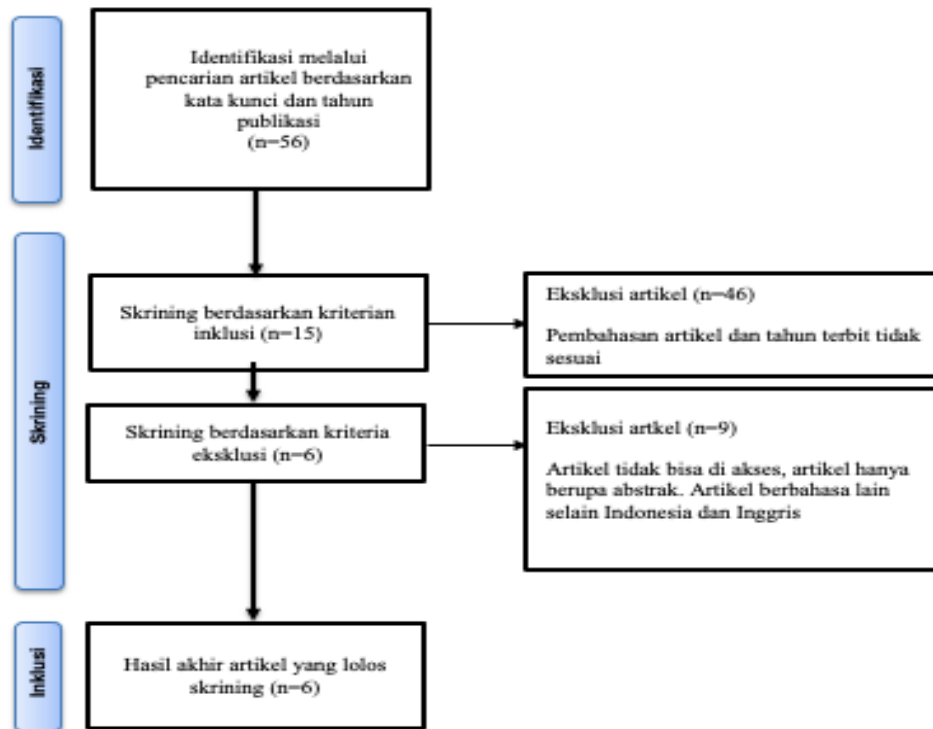 Identifikasi
Identifikasi melalui
pencarian artikel berdasarkan
kata kunci dan tahun
publikasi
(n=56)
Skrining
Skrining berdasarkan kriterian
inklusi (n=15)
Eksklusi artikel (n=46)
Pembahasan artikel dan tahun terbit tidak
sesuai
Skrining berdasarkan kriteria
eksklusi (n=6)
Eksklusi artkel (n=9)
Artikel tidak bisa di akses, artikel hanya
berupa abstrak. Artikel berbahasa lain
selain Indonesia dan Inggris
Inklusi
Hasil akhir artikel yang lolos
skrining (n=6)